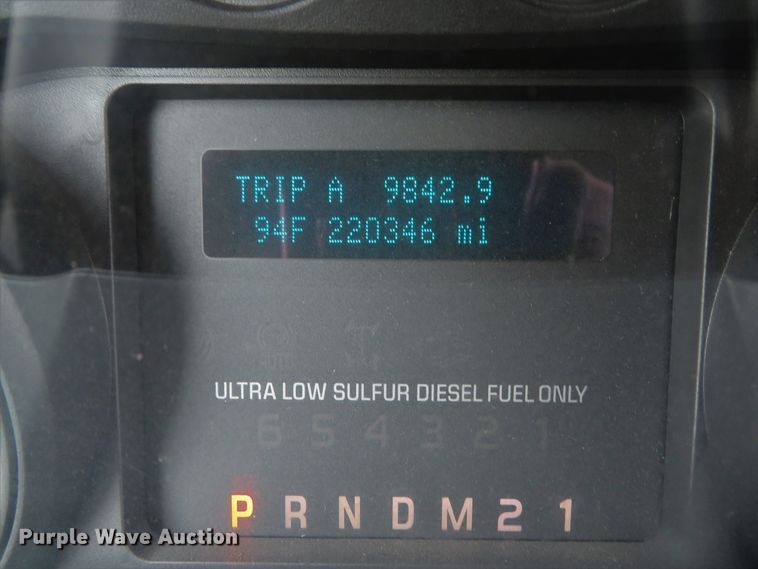 TRIP A 9842.9
94F 220346 mi
AUTO
ULTRA LOW SULFUR DIESEL FUEL ONLY
6 5 4 3 2 1
P R N D M 2 1
Purple Wave Auction